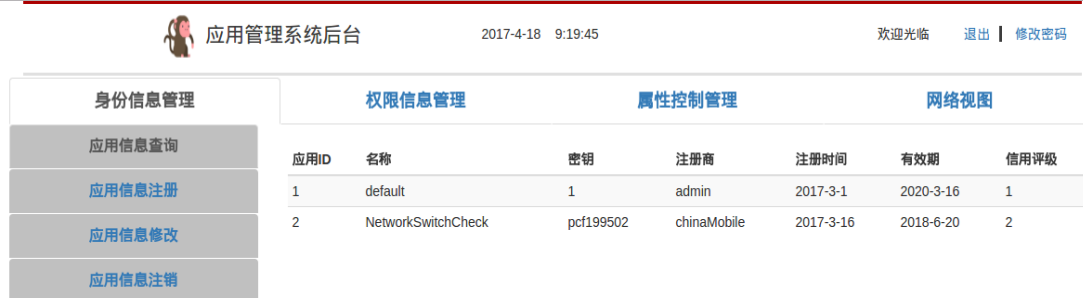 应用管理系统后台 2017-4-18 9:19:45 欢迎光临 退出 修改密码
身份信息管理 权限信息管理 属性控制管理 网络视图
应用信息查询
应用信息注册
应用信息修改
应用信息注销
应用ID 名称 密钥 注册商 注册时间 有效期 信用评级
1 default 1 admin 2017-3-1 2020-3-16 1
2 NetworkSwitchCheck pcf199502 chinaMobile 2017-3-16 2018-6-20 2